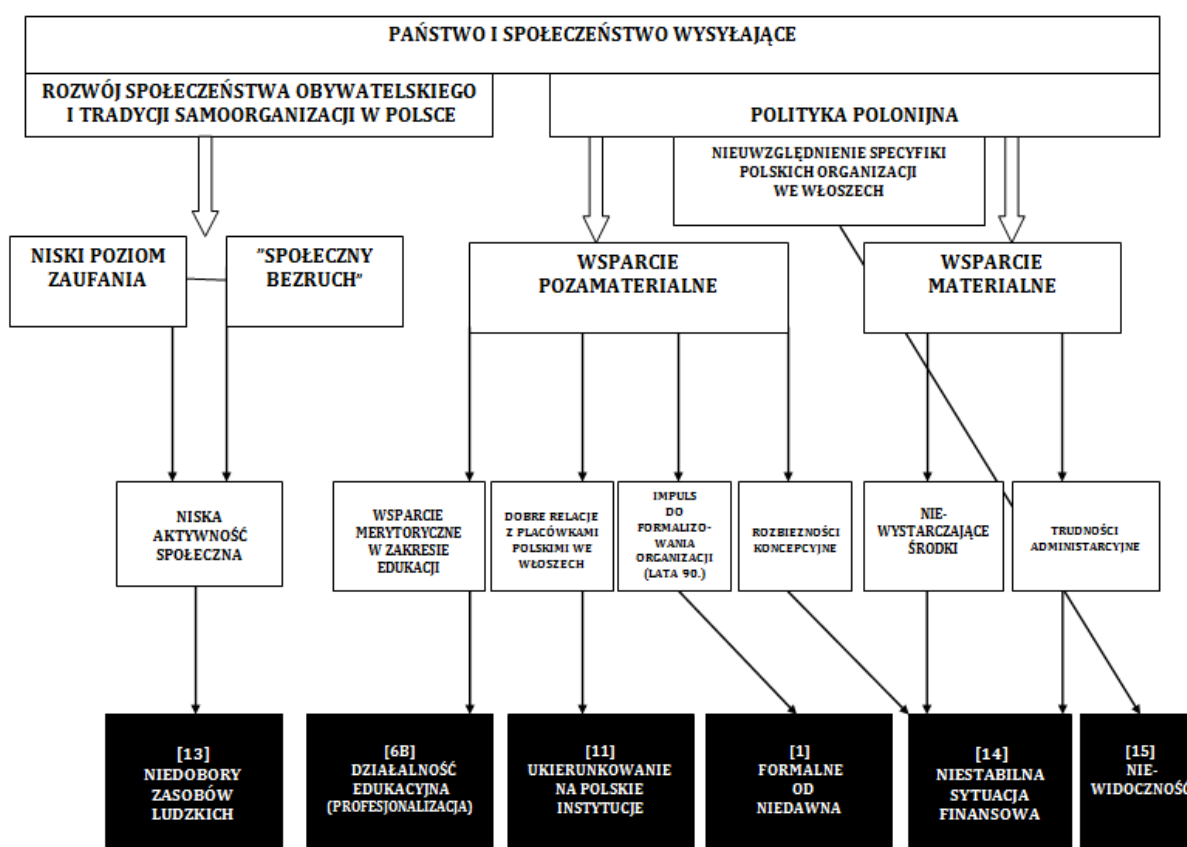 PAŃSTWO I SPOŁECZEŃSTWO WYSYŁAJĄCE
ROZWÓJ SPOŁECZEŃSTWA OBYWATELSKIEGO
I TRADYCJI SAMOORGANIZACJI W POLSCE
POLITYKA POLONIJNA
NIEUWZGLĘDNIENIE SPECYFIKI
POLSKICH ORGANIZACJI
WE WŁOSZECH
NISKI POZIOM
ZAUFANIA
"SPOŁECZNY
BEZRUCH"
WSPARCIE
POZAMATERIALNE
WSPARCIE
MATERIALNE
NISKA
AKTYWNOŚĆ
SPOŁECZNA
WSPARCIE
MERYTORYCZNE
W ZAKRESIE
EDUKACJI
DOBRE RELACJE
Z PLACÓWKAMI
POLSKIMI WE
WŁOSZECH
IMPULS
DO
FORMALIZO-
WANIA
ORGANIZACJI
(LATA 90.)
ROZBIEZNOŚCI
KONCEPCYJNE
NIE-
WYSTARCZAJĄCE
ŚRODKI
TRUDNOŚCI
ADMINISTARCYJNE
[13]
NIEDOBORY
ZASOBÓW
LUDZKICH
[6B]
DZIAŁALNOŚĆ
EDUKACYJNA
(PROFESJONALIZACJA)
[11]
UKIERUNKOWANIE
NA POLSKIE
INSTYTUCJE
[1]
FORMALNE
OD
NIEDAWNA
[14]
NIESTABILNA
SYTUACJA
FINANSOWA
[15]
NIE-
WIDOCZNOŚĆ